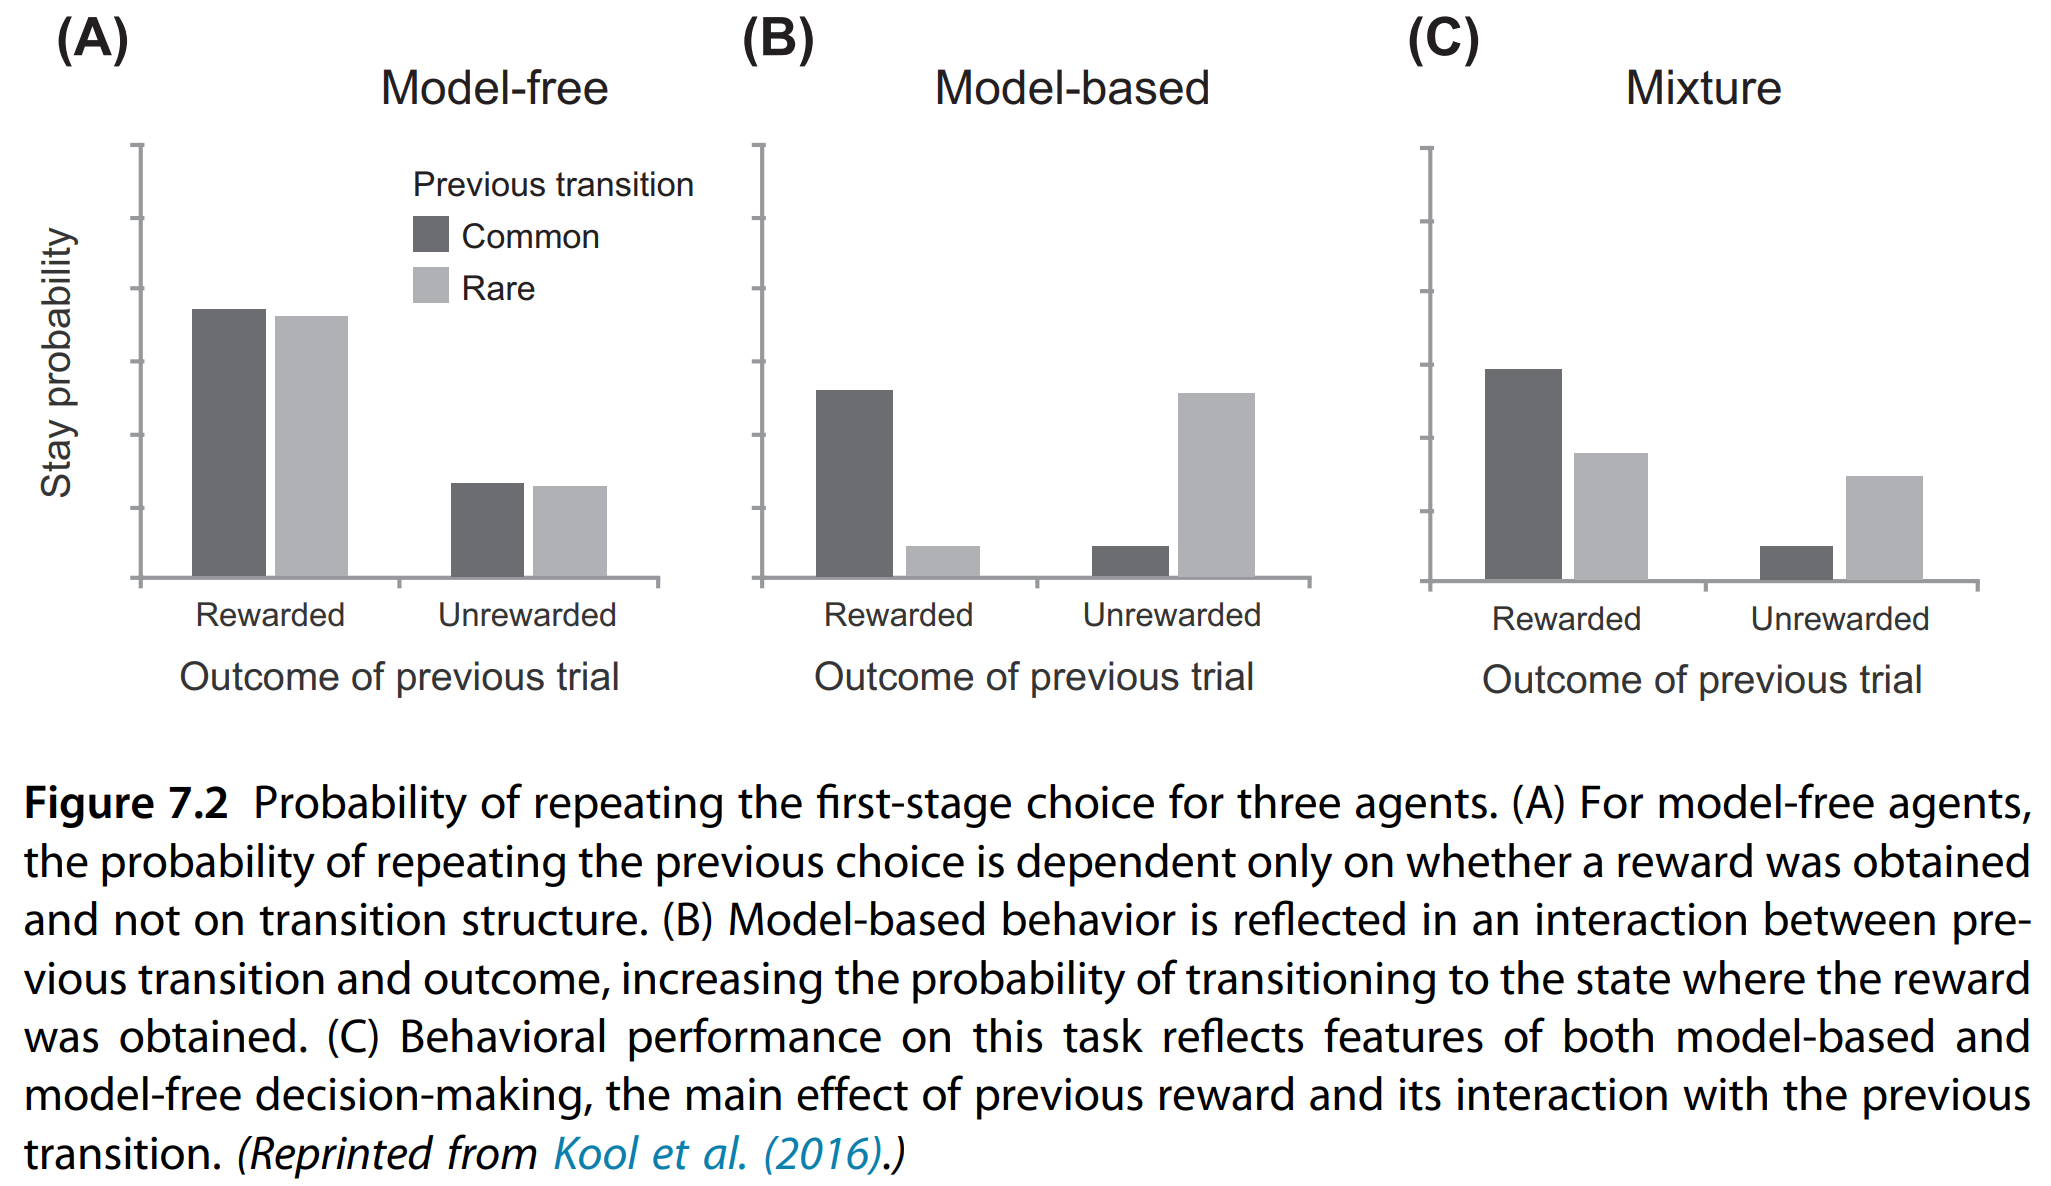 (A)
Model-free
Stay probability
Previous transition
Common
Rare
Rewarded Unrewarded
Outcome of previous trial
(B)
Model-based
Rewarded Unrewarded
Outcome of previous trial
(C)
Mixture
Rewarded Unrewarded
Outcome of previous trial
Figure 7.2 Probability of repeating the first-stage choice for three agents. (A) For model-free agents,
the probability of repeating the previous choice is dependent only on whether a reward was obtained
and not on transition structure. (B) Model-based behavior is reflected in an interaction between pre-
vious transition and outcome, increasing the probability of transitioning to the state where the reward
was obtained. (C) Behavioral performance on this task reflects features of both model-based and
model-free decision-making, the main effect of previous reward and its interaction with the previous
transition. (Reprinted from Kool et al. (2016).)